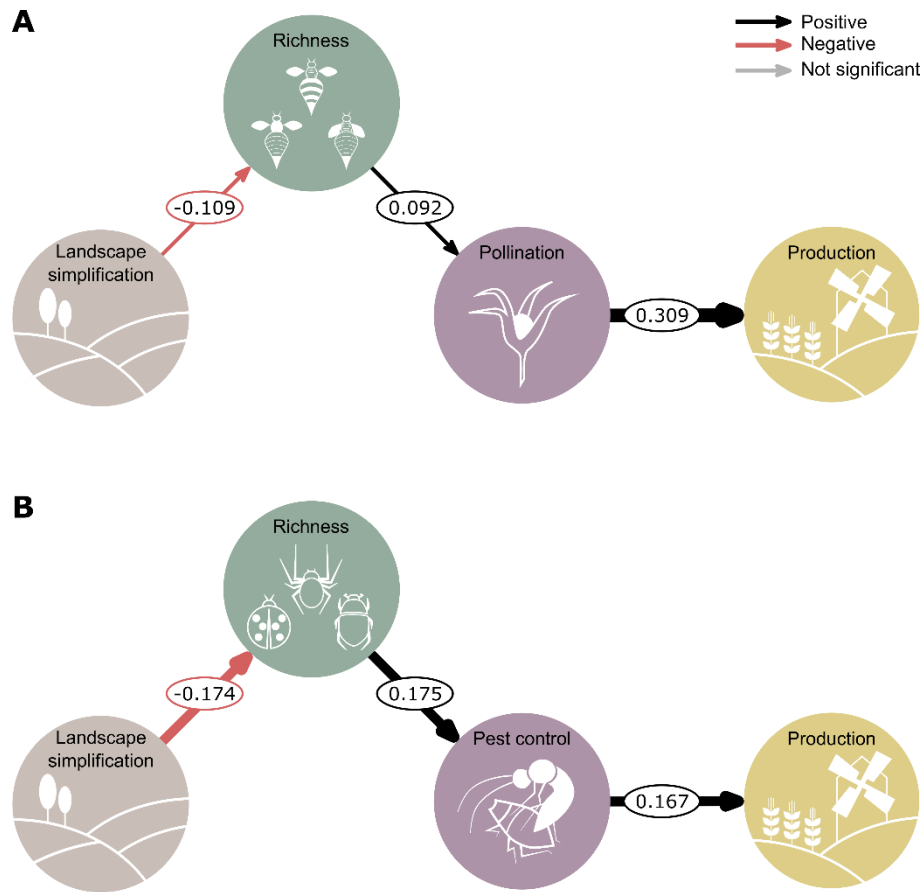 A
Richness
Positive
Negative
Not significant
-0.109
0.092
Landscape
simplification
Pollination
Production
0.309
B
Richness
-0.174
0.175
Landscape
simplification
Pest control
Production
0.167